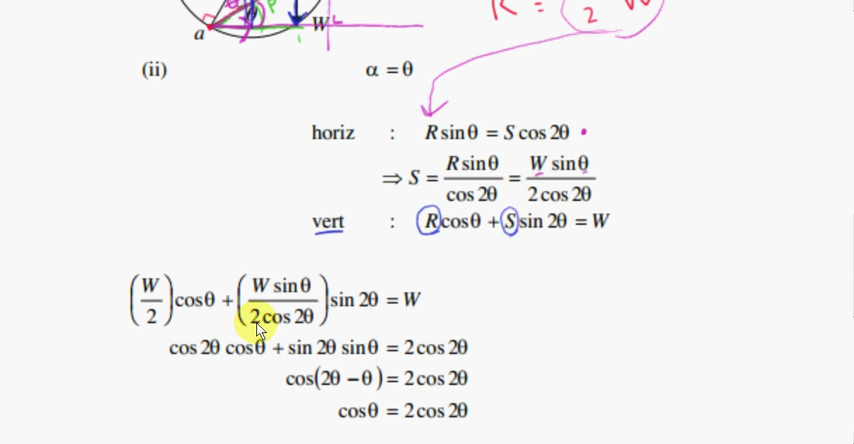 R = 2 W
a W L
(ii) α = θ
horiz : R sin θ = S cos 2θ
⇒ S = R sin θ / cos 2θ = W sin θ / 2 cos 2θ
vert : R cos θ + S sin 2θ = W
(W/2) cos θ + (W sin θ / 2 cos 2θ) sin 2θ = W
cos 2θ cos θ + sin 2θ sin θ = 2 cos 2θ
cos(2θ − θ) = 2 cos 2θ
cos θ = 2 cos 2θ